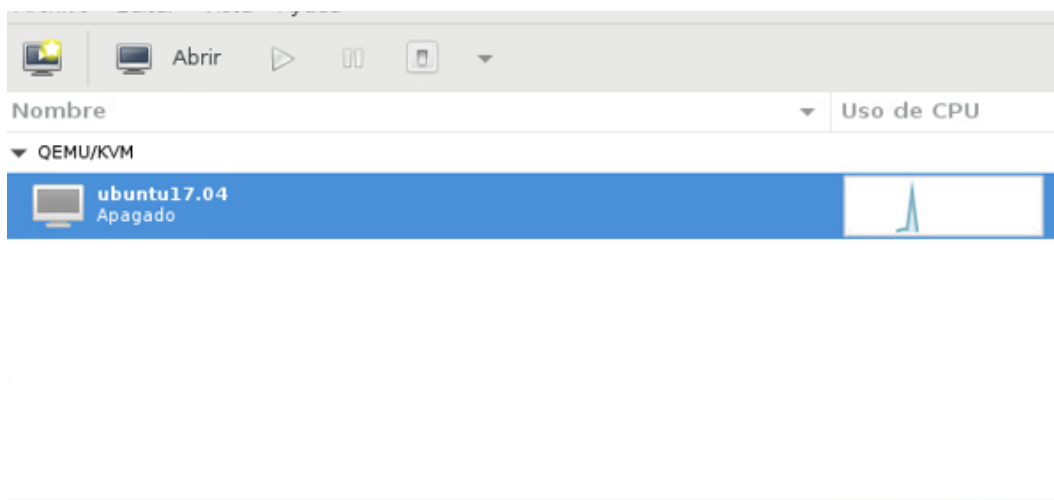 Abrir
Nombre Uso de CPU
QEMU/KVM
ubuntu17.04
Apagado